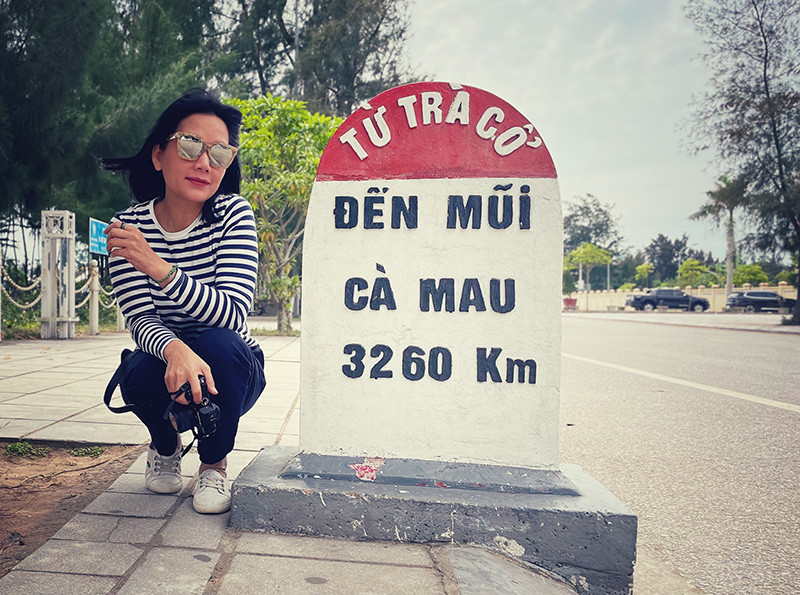 TỪ TRÀ CỔ
ĐẾN MŨI
CÀ MAU
3260 Km